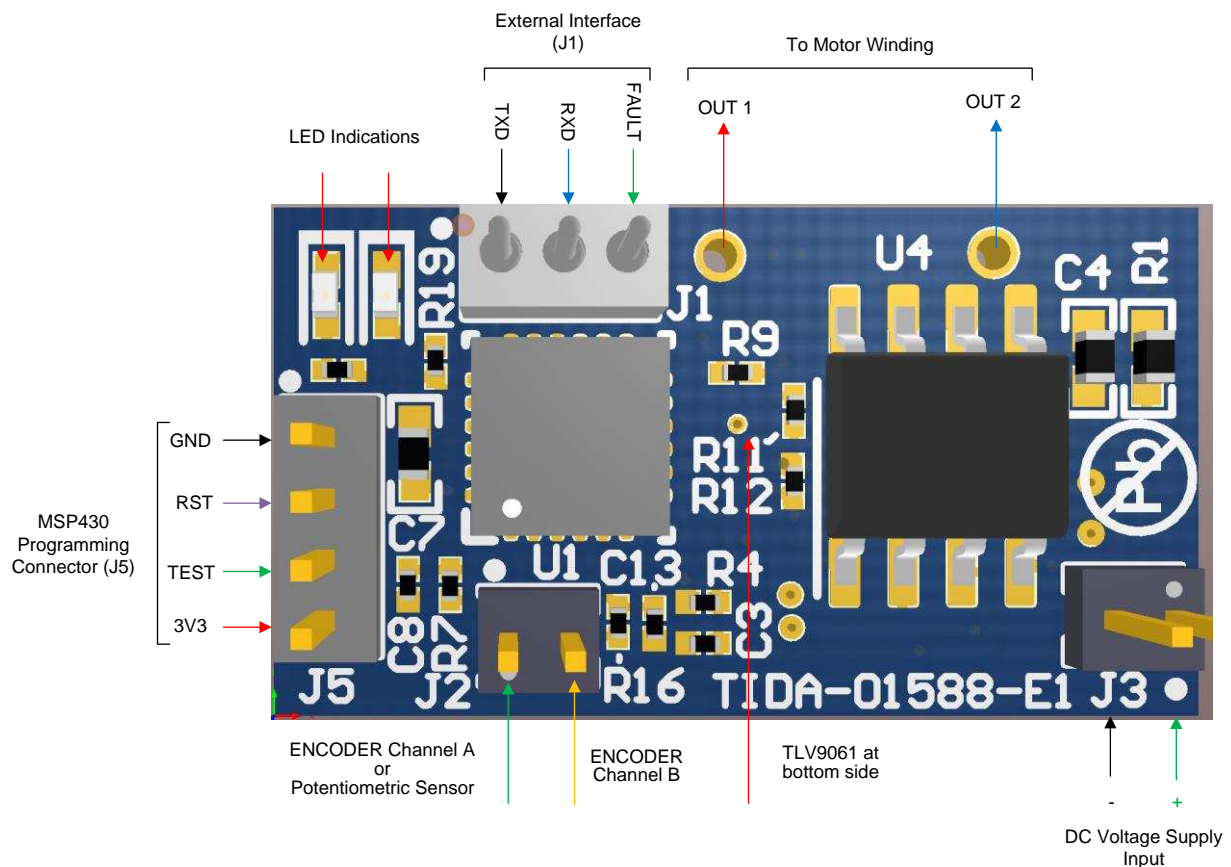 External Interface
(J1)
To Motor Winding
TXD
RXD
FAULT
OUT 1
OUT 2
LED Indications
R19
J1
U4
C4
R1
R9
R11
R12
Pb
GND
RST
TEST
3V3
MSP430
Programming
Connector (J5)
C7
U1
C13
R4
C8
R7
C3
J5
J2
R16
TIDA-01588-E1
J3
ENCODER Channel A
or
Potentiometric Sensor
ENCODER
Channel B
TLV9061 at
bottom side
-
+
DC Voltage Supply
Input